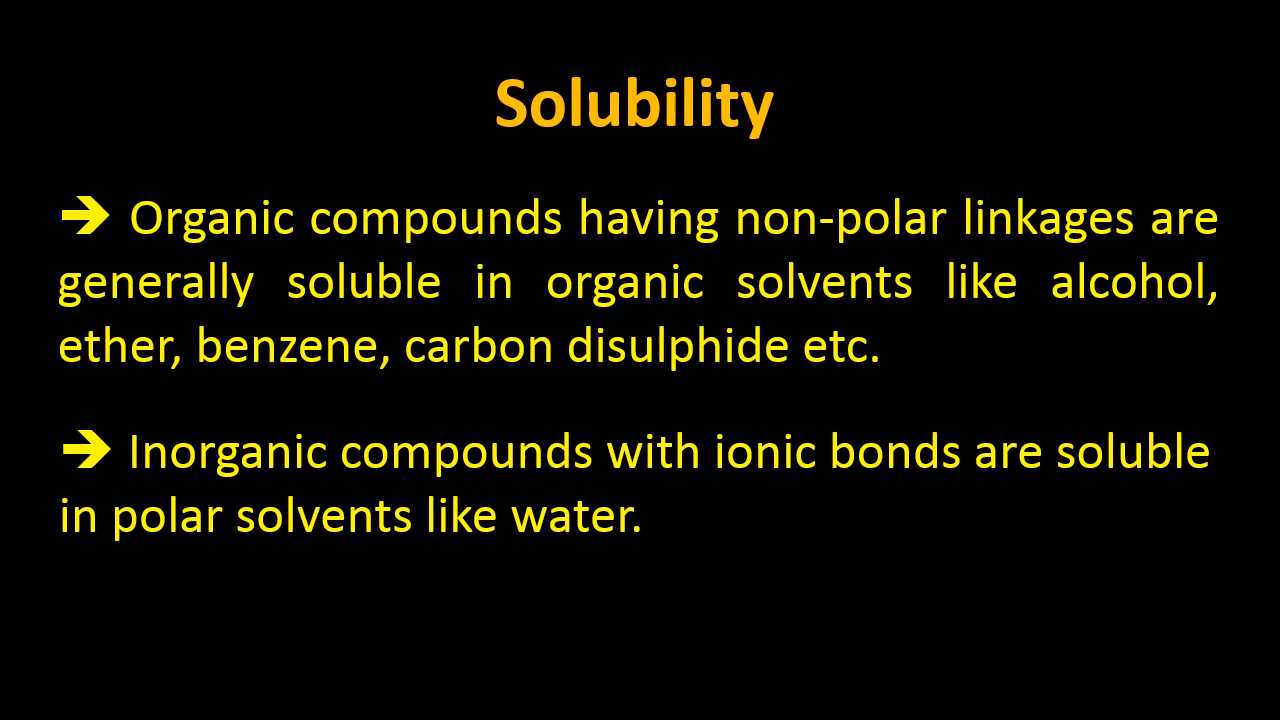 Solubility
➔ Organic compounds having non-polar linkages are
generally soluble in organic solvents like alcohol,
ether, benzene, carbon disulphide etc.
➔ Inorganic compounds with ionic bonds are soluble
in polar solvents like water.